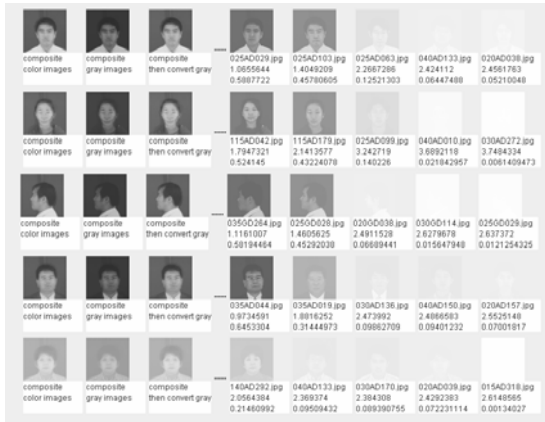 composite composite composite 025AD029.jpg 025AD103.jpg 025AD063.jpg 040AD133.jpg 020AD038.jpg
color images gray images then convert gray 1.0655644 1.4049209 2.2667286 2.424112 2.4561763
0.5887722 0.45780605 0.12521303 0.06447488 0.05210048
composite composite composite 115AD042.jpg 115AD179.jpg 025AD099.jpg 040AD010.jpg 030AD272.jpg
color images gray images then convert gray 1.7947321 2.1413577 3.242719 3.6892118 3.7484334
0.524145 0.43224078 0.140226 0.021842957 0.0061409473
composite composite composite 035GD264.jpg 025GD028.jpg 020GD038.jpg 030GD114.jpg 025GD029.jpg
color images gray images then convert gray 1.1161007 1.4605625 2.4911528 2.6279678 2.637372
0.58194464 0.45292038 0.06689441 0.015647948 0.0121254325
composite composite composite 035AD044.jpg 035AD019.jpg 030AD136.jpg 040AD150.jpg 020AD157.jpg
color images gray images then convert gray 0.9734591 1.8816252 2.473992 2.4866583 2.5525148
0.6453304 0.31444973 0.09862709 0.09401232 0.07001817
composite composite composite 140AD292.jpg 040AD133.jpg 030AD170.jpg 020AD039.jpg 015AD318.jpg
color images gray images then convert gray 2.0564384 2.369374 2.384308 2.4292383 2.6148565
0.21460992 0.09509432 0.089390755 0.072231114 0.00134027